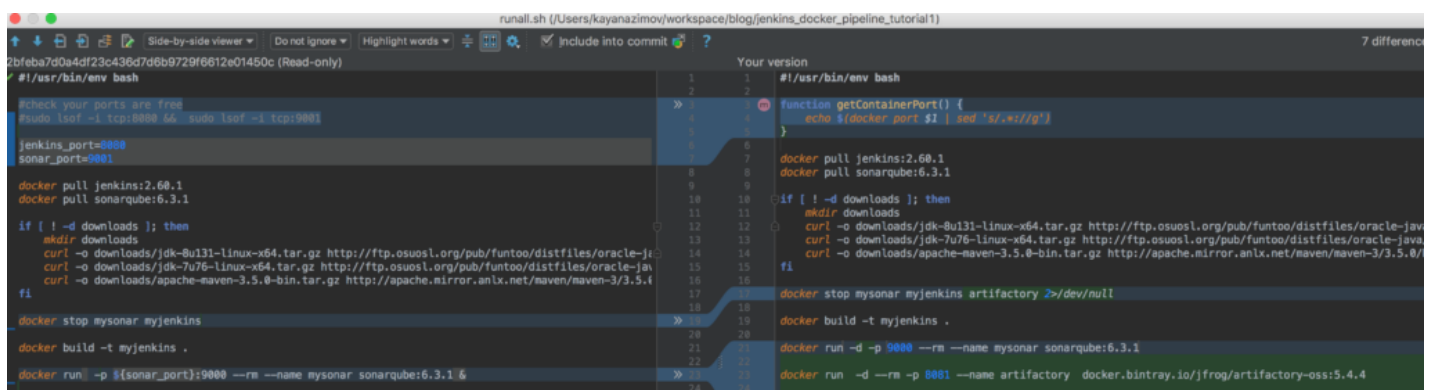 runall.sh (/Users/kayanazimov/workspace/blog/jenkins_docker_pipeline_tutorial1)
Side-by-side viewer Do not ignore Highlight words Include into commit ? 7 difference
2bfeba7d0a4df23c436d7d6b9729f6612e01450c (Read-only)
#!/usr/bin/env bash
#check your ports are free
#sudo lsof -i tcp:8080 && sudo lsof -i tcp:9001
jenkins_port=8080
sonar_port=9001
docker pull jenkins:2.60.1
docker pull sonarqube:6.3.1
if [ ! -d downloads ]; then
mkdir downloads
curl -o downloads/jdk-8u131-linux-x64.tar.gz http://ftp.osuosl.org/pub/funtoo/distfiles/oracle-ja
curl -o downloads/jdk-7u76-linux-x64.tar.gz http://ftp.osuosl.org/pub/funtoo/distfiles/oracle-jav
curl -o downloads/apache-maven-3.5.0-bin.tar.gz http://apache.mirror.anlx.net/maven/maven-3/3.5.
fi
docker stop mysonar myjenkins
docker build -t myjenkins .
docker run -p ${sonar_port}:9000 --rm --name mysonar sonarqube:6.3.1 &
Your version
#!/usr/bin/env bash
function getContainerPort() {
echo $(docker port $1 | sed 's/.*://g')
}
docker pull jenkins:2.60.1
docker pull sonarqube:6.3.1
if [ ! -d downloads ]; then
mkdir downloads
curl -o downloads/jdk-8u131-linux-x64.tar.gz http://ftp.osuosl.org/pub/funtoo/distfiles/oracle-jav
curl -o downloads/jdk-7u76-linux-x64.tar.gz http://ftp.osuosl.org/pub/funtoo/distfiles/oracle-java
curl -o downloads/apache-maven-3.5.0-bin.tar.gz http://apache.mirror.anlx.net/maven/maven-3/3.5.0/
fi
docker stop mysonar myjenkins artifactory 2>/dev/null
docker build -t myjenkins .
docker run -d -p 9000 --rm --name mysonar sonarqube:6.3.1
docker run -d --rm -p 8081 --name artifactory docker.bintray.io/jfrog/artifactory-oss:5.4.4